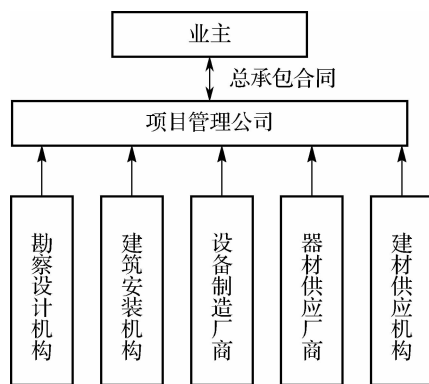 业主
总承包合同
项目管理公司
勘察设计机构
建筑安装机构
设备制造厂商
器材供应厂商
建材供应机构